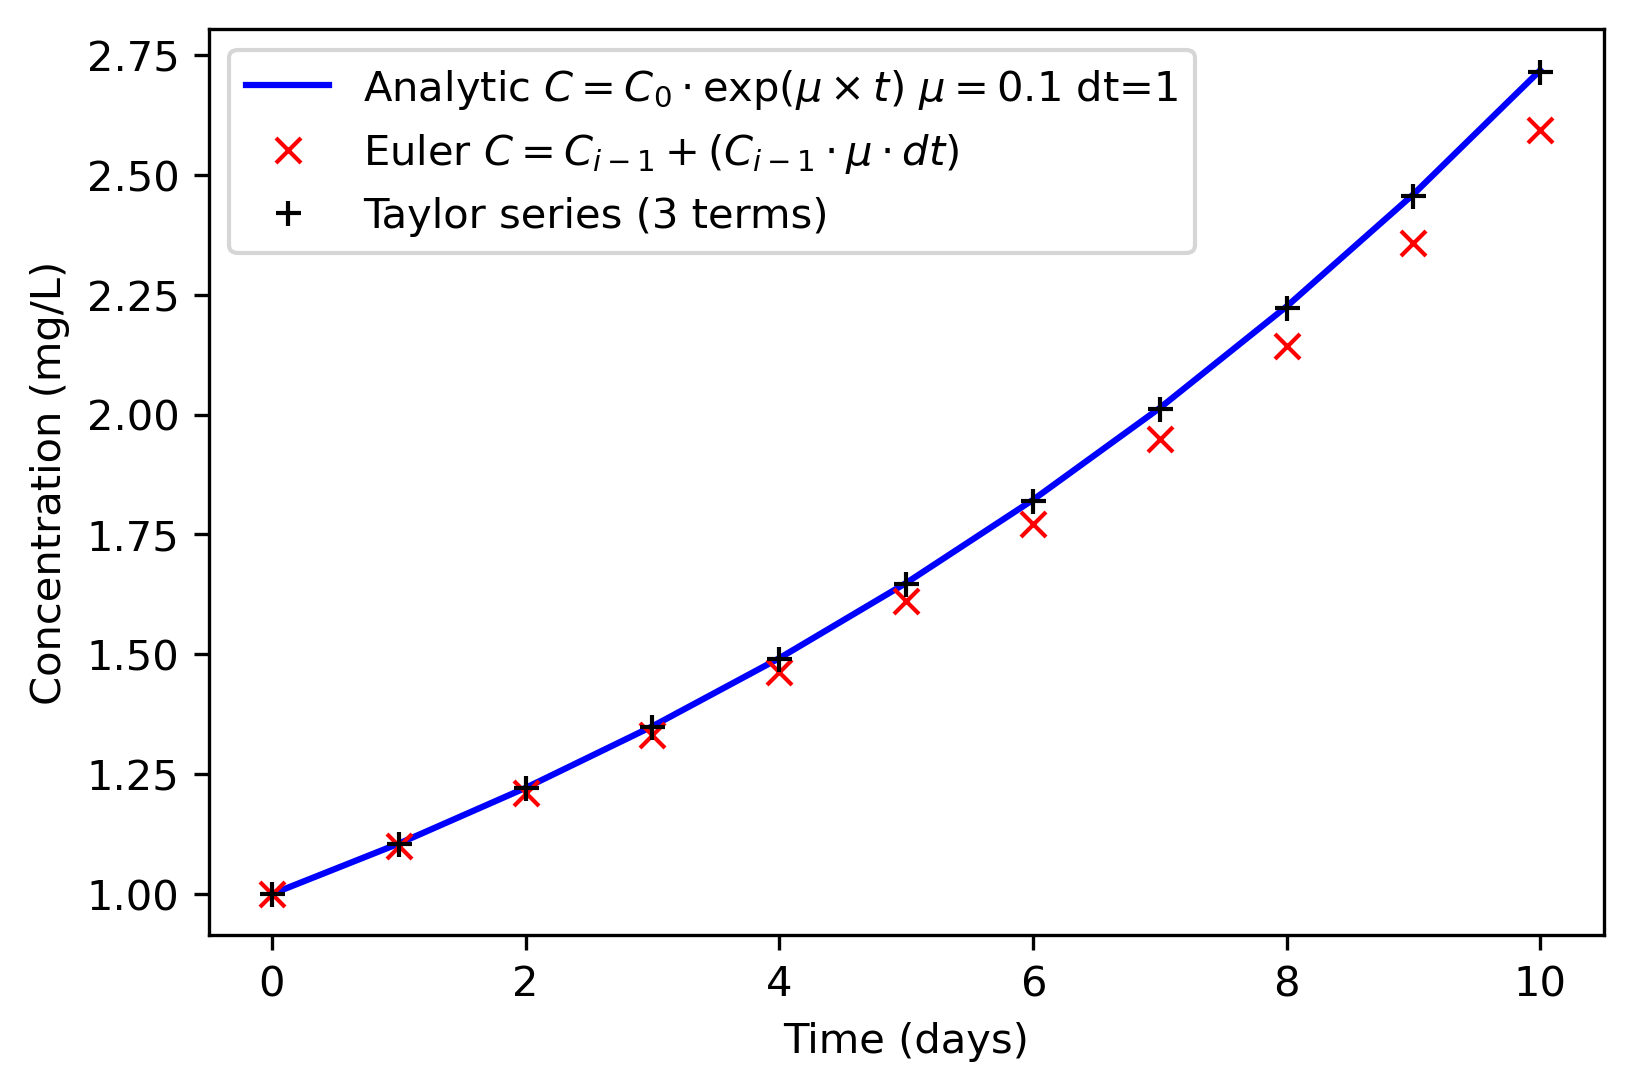 Analytic C = C₀ · exp(μ × t) μ = 0.1 dt=1
Euler C = Cᵢ₋₁ + (Cᵢ₋₁ · μ · dt)
Taylor series (3 terms)
2.75
2.50
2.25
2.00
1.75
1.50
1.25
1.00
Concentration (mg/L)
0 2 4 6 8 10
Time (days)